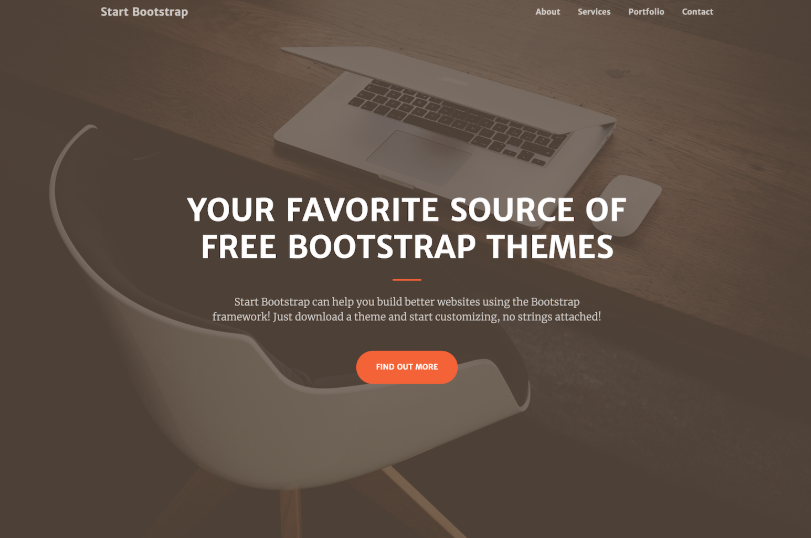 Start Bootstrap
About Services Portfolio Contact
YOUR FAVORITE SOURCE OF
FREE BOOTSTRAP THEMES
Start Bootstrap can help you build better websites using the Bootstrap
framework! Just download a theme and start customizing, no strings attached!
FIND OUT MORE